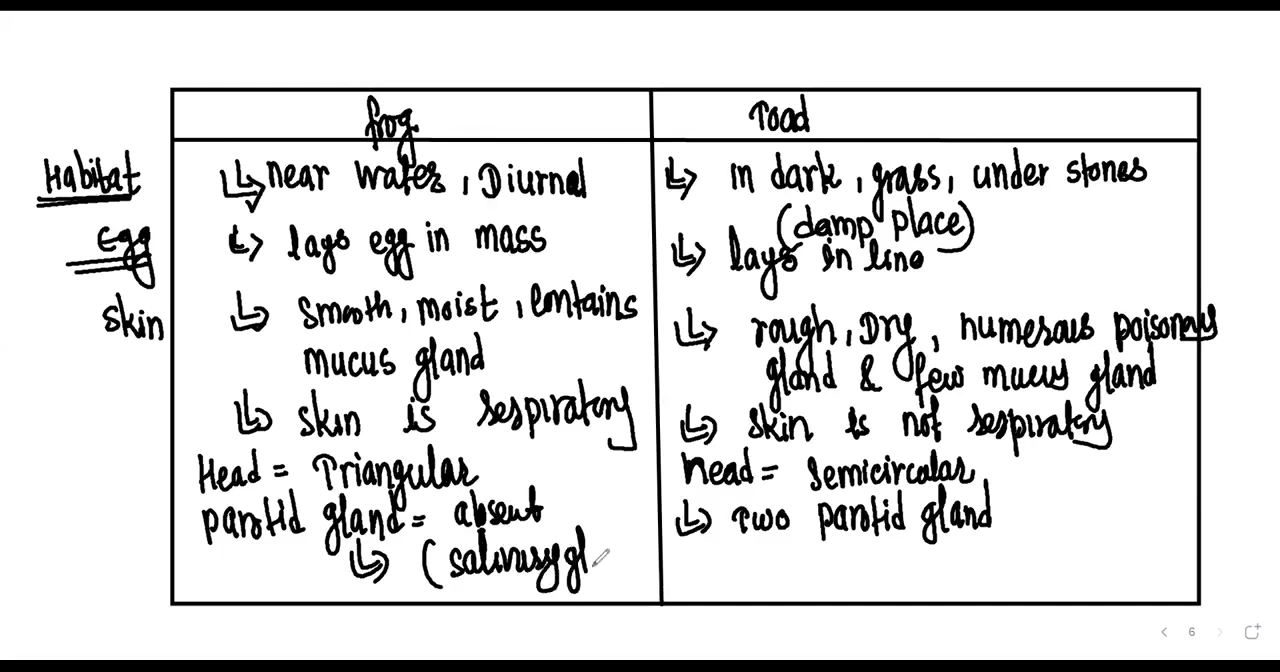 frog Toad
Habitat ↳ near water, Diurnal ↳ in dark, grass, under stones
(damp place)
Egg ↳ lays egg in mass ↳ lays in line
skin ↳ smooth, moist, contains ↳ rough, Dry, numerous poisonous
mucus gland gland & few mucus gland
↳ skin is respiratory ↳ skin is not respiratory
Head = Triangular head = semicircular
parotid gland = absent ↳ Two parotid gland
↳ (salivary gl
6